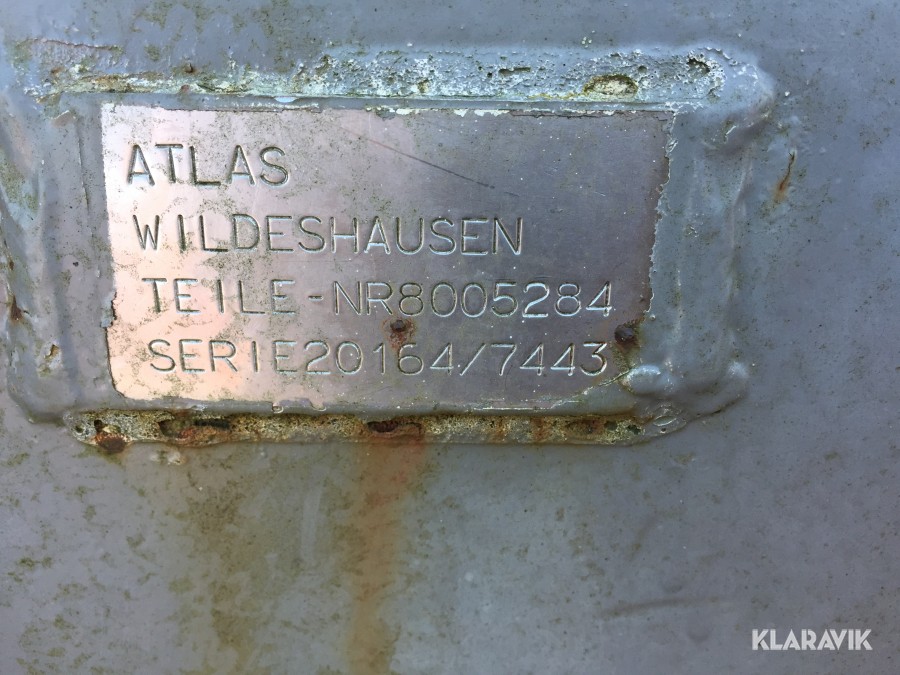 ATLAS
WILDESHAUSEN
TEILE-NR8005284
SERIE20164/7443
KLARAVIK